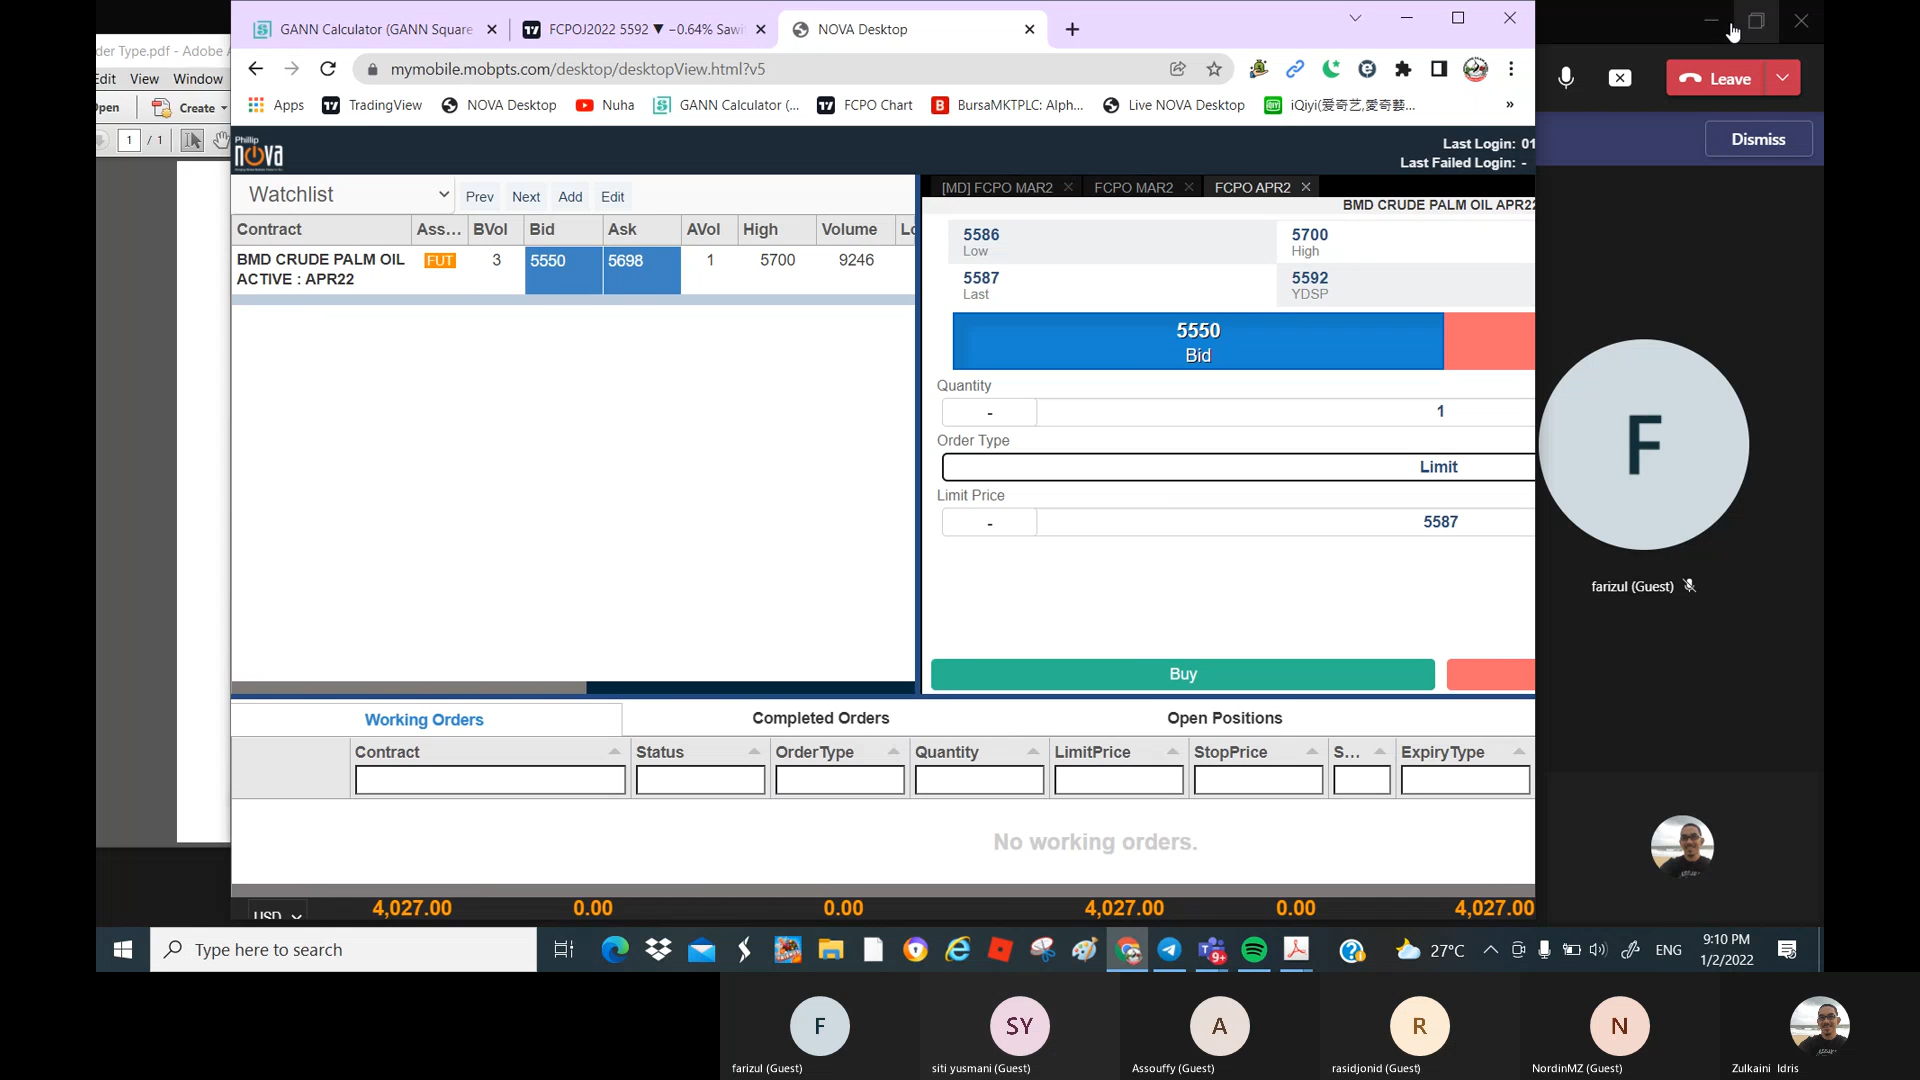 der Type.pdf - Adobe A
Edit View Window
Open Create
1 / 1
GANN Calculator (GANN Square
FCPOJ2022 5592 ▼ −0.64% Sawi
NOVA Desktop
mymobile.mobpts.com/desktop/desktopView.html?v5
Apps TradingView NOVA Desktop Nuha GANN Calculator (... FCPO Chart BursaMKTPLC: Alph... Live NOVA Desktop iQiyi(爱奇艺,愛奇藝... »
Leave
Dismiss
Phillip
nova
Last Login: 01
Last Failed Login: -
Watchlist Prev Next Add Edit
Contract Ass... BVol Bid Ask AVol High Volume Lo
BMD CRUDE PALM OIL
ACTIVE : APR22
FUT 3 5550 5698 1 5700 9246
[MD] FCPO MAR2 FCPO MAR2 FCPO APR2
BMD CRUDE PALM OIL APR22
5586 5700
Low High
5587 5592
Last YDSP
5550
Bid
Quantity
- 1
Order Type
Limit
Limit Price
- 5587
Buy
Working Orders Completed Orders Open Positions
Contract Status OrderType Quantity LimitPrice StopPrice S... ExpiryType
No working orders.
USD 4,027.00 0.00 0.00 4,027.00 0.00 4,027.00
F
farizul (Guest)
Type here to search
9+
27°C
ENG
9:10 PM
1/2/2022
F SY A R N
farizul (Guest) siti yusmani (Guest) Assouffy (Guest) rasidjonid (Guest) NordinMZ (Guest) Zulkaini Idris